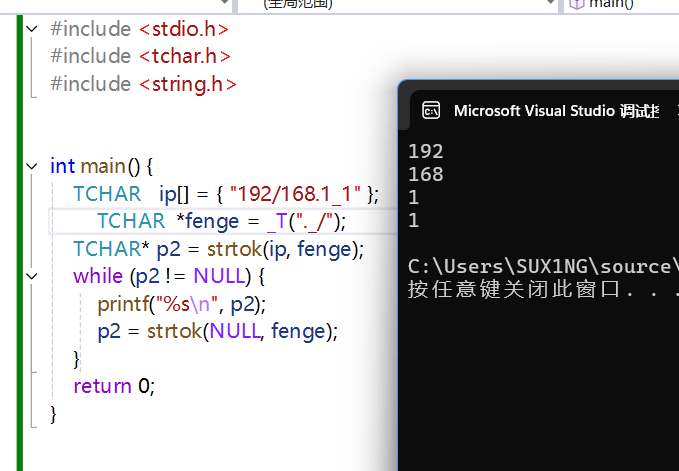 (全局范围)
main()
#include <stdio.h>
#include <tchar.h>
#include <string.h>
int main() {
TCHAR ip[] = { "192/168.1_1" };
TCHAR *fenge = _T("._/");
TCHAR* p2 = strtok(ip, fenge);
while (p2 != NULL) {
printf("%s\n", p2);
p2 = strtok(NULL, fenge);
}
return 0;
}
Microsoft Visual Studio 调试
192
168
1
1
C:\Users\SUX1NG\source\
按任意键关闭此窗口. . .